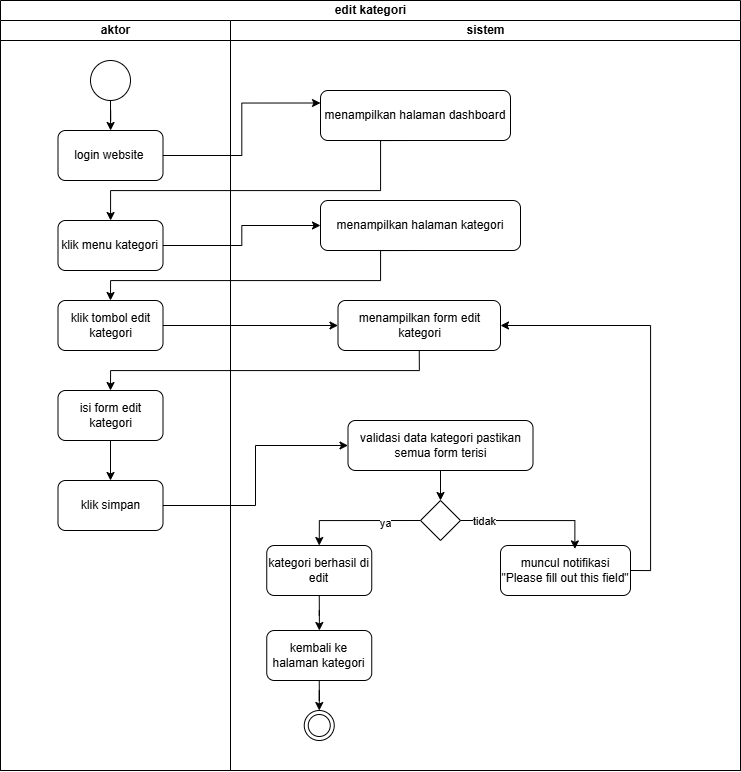 edit kategori
aktor
sistem
menampilkan halaman dashboard
login website
menampilkan halaman kategori
klik menu kategori
klik tombol edit
kategori
menampilkan form edit
kategori
isi form edit
kategori
validasi data kategori pastikan
semua form terisi
klik simpan
ya
tidak
kategori berhasil di
edit
muncul notifikasi
"Please fill out this field"
kembali ke
halaman kategori